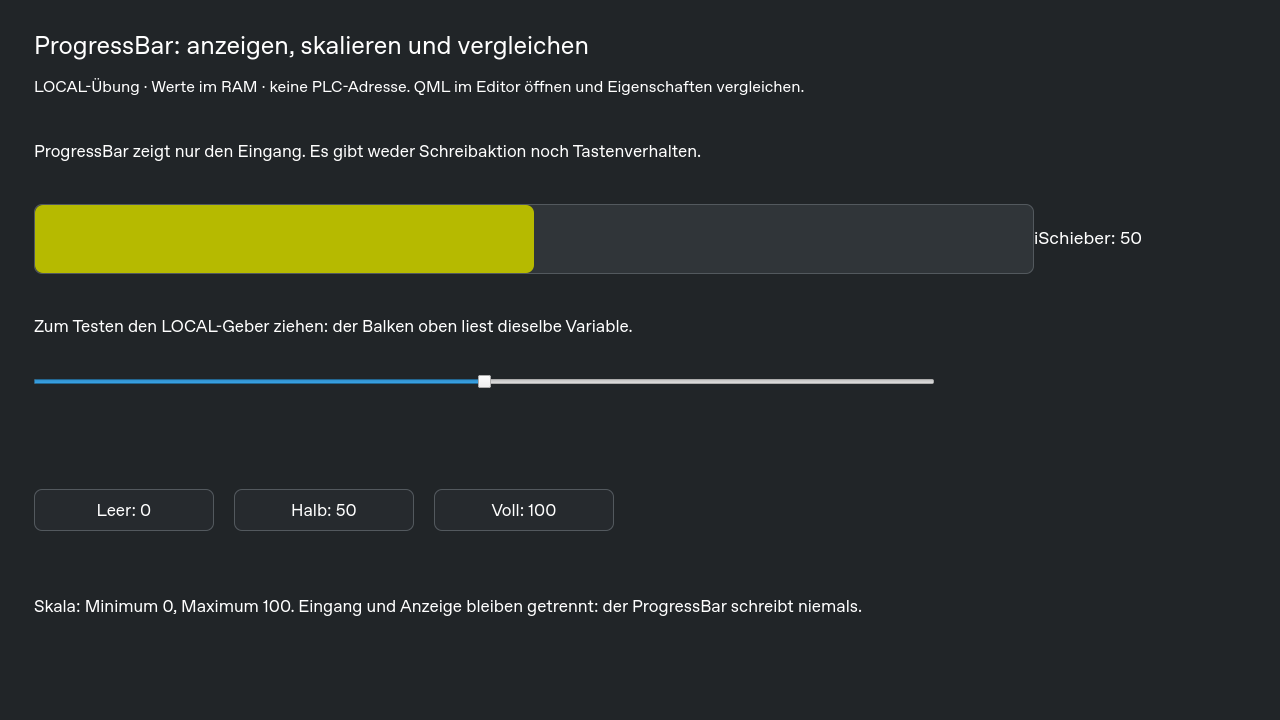 ProgressBar: anzeigen, skalieren und vergleichen
LOCAL-Übung · Werte im RAM · keine PLC-Adresse. QML im Editor öffnen und Eigenschaften vergleichen.
ProgressBar zeigt nur den Eingang. Es gibt weder Schreibaktion noch Tastenverhalten.
iSchieber: 50
Zum Testen den LOCAL-Geber ziehen: der Balken oben liest dieselbe Variable.
Leer: 0
Halb: 50
Voll: 100
Skala: Minimum 0, Maximum 100. Eingang und Anzeige bleiben getrennt: der ProgressBar schreibt niemals.